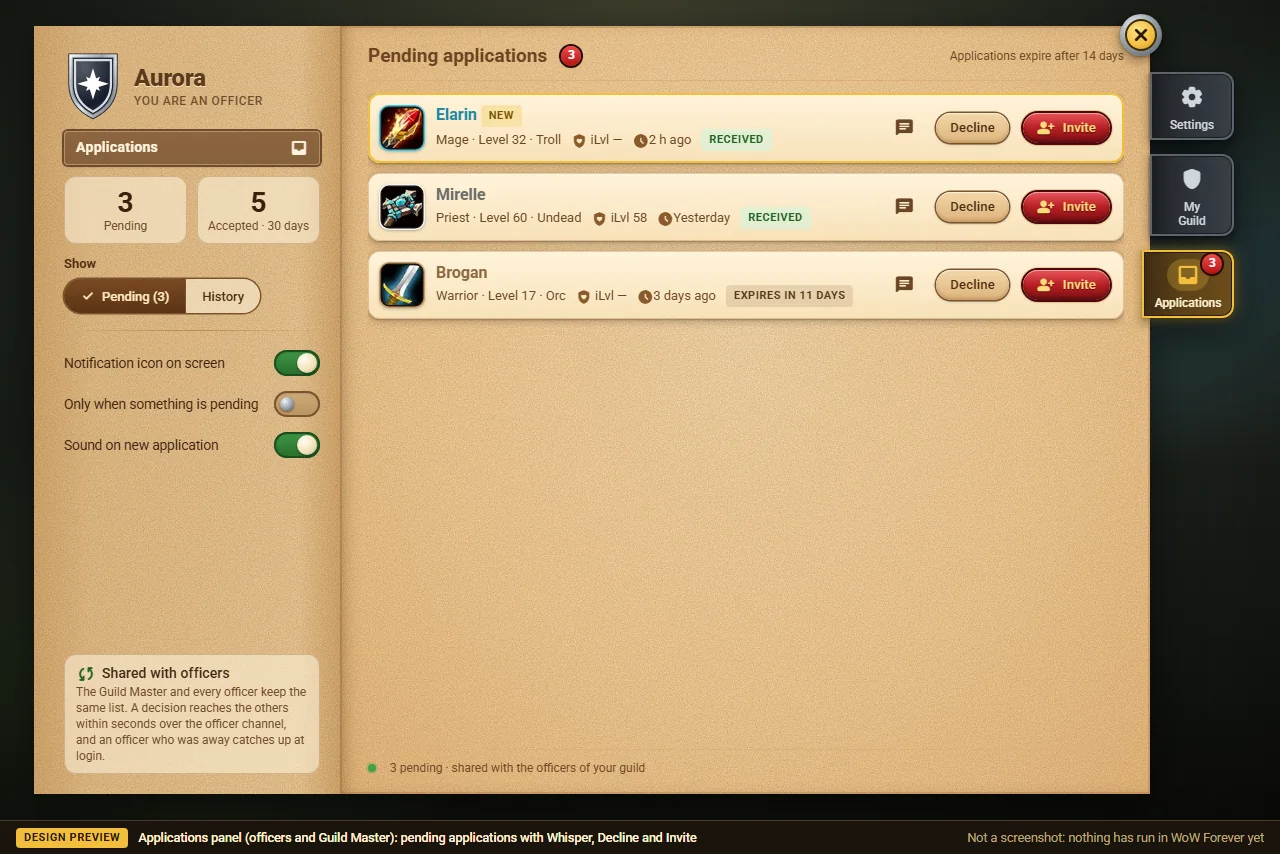 Aurora
YOU ARE AN OFFICER
Applications
3
Pending
5
Accepted · 30 days
Show
Pending (3)
History
Notification icon on screen
Only when something is pending
Sound on new application
Shared with officers
The Guild Master and every officer keep the
same list. A decision reaches the others
within seconds over the officer channel,
and an officer who was away catches up at
login.
Pending applications 3
Applications expire after 14 days
Elarin NEW
Mage · Level 32 · Troll iLvl — 2 h ago RECEIVED
Decline Invite
Mirelle
Priest · Level 60 · Undead iLvl 58 Yesterday RECEIVED
Decline Invite
Brogan
Warrior · Level 17 · Orc iLvl — 3 days ago EXPIRES IN 11 DAYS
Decline Invite
3 pending · shared with the officers of your guild
Settings
My
Guild
3
Applications
DESIGN PREVIEW Applications panel (officers and Guild Master): pending applications with Whisper, Decline and Invite
Not a screenshot: nothing has run in WoW Forever yet